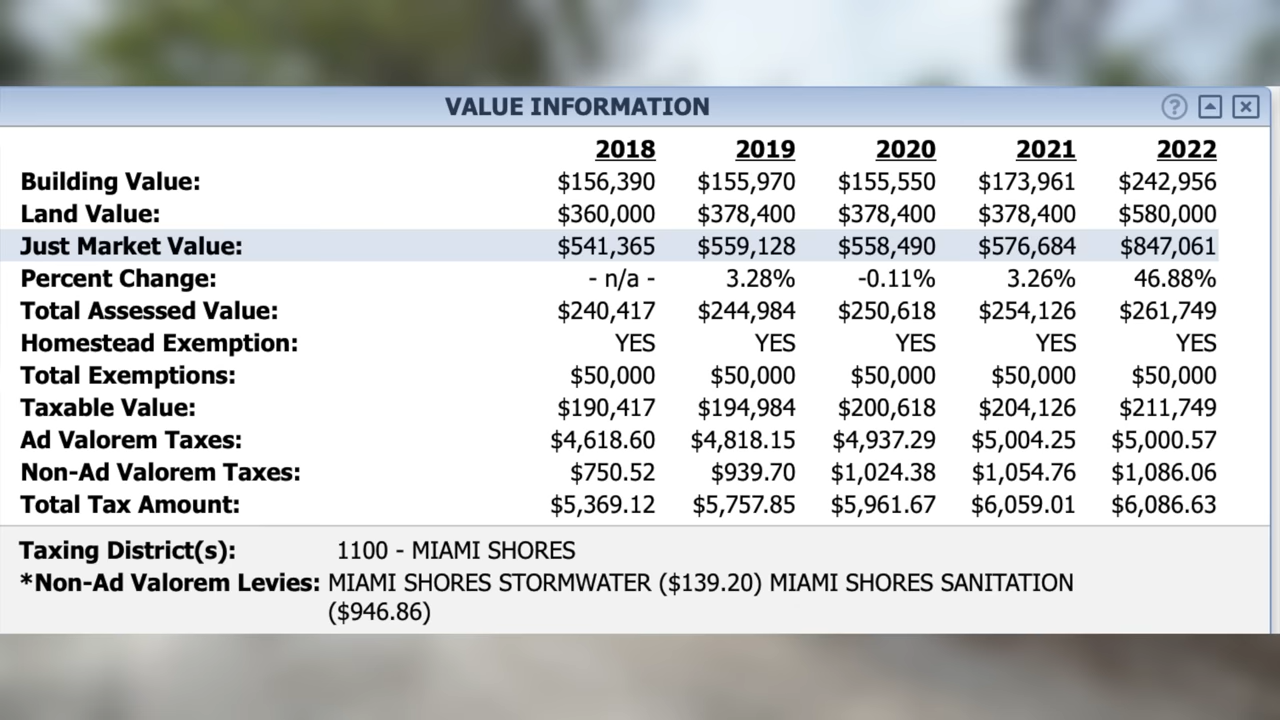 VALUE INFORMATION
2018 2019 2020 2021 2022
Building Value: $156,390 $155,970 $155,550 $173,961 $242,956
Land Value: $360,000 $378,400 $378,400 $378,400 $580,000
Just Market Value: $541,365 $559,128 $558,490 $576,684 $847,061
Percent Change: - n/a - 3.28% -0.11% 3.26% 46.88%
Total Assessed Value: $240,417 $244,984 $250,618 $254,126 $261,749
Homestead Exemption: YES YES YES YES YES
Total Exemptions: $50,000 $50,000 $50,000 $50,000 $50,000
Taxable Value: $190,417 $194,984 $200,618 $204,126 $211,749
Ad Valorem Taxes: $4,618.60 $4,818.15 $4,937.29 $5,004.25 $5,000.57
Non-Ad Valorem Taxes: $750.52 $939.70 $1,024.38 $1,054.76 $1,086.06
Total Tax Amount: $5,369.12 $5,757.85 $5,961.67 $6,059.01 $6,086.63
Taxing District(s): 1100 - MIAMI SHORES
*Non-Ad Valorem Levies: MIAMI SHORES STORMWATER ($139.20) MIAMI SHORES SANITATION
($946.86)